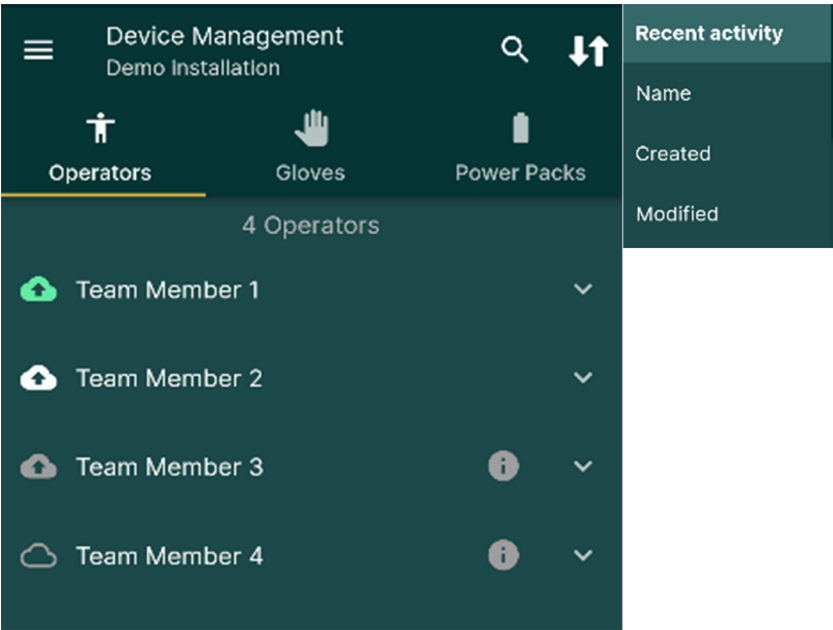 Device Management
Demo Installation
Operators
Gloves
Power Packs
4 Operators
Team Member 1
Team Member 2
Team Member 3
Team Member 4
Recent activity
Name
Created
Modified